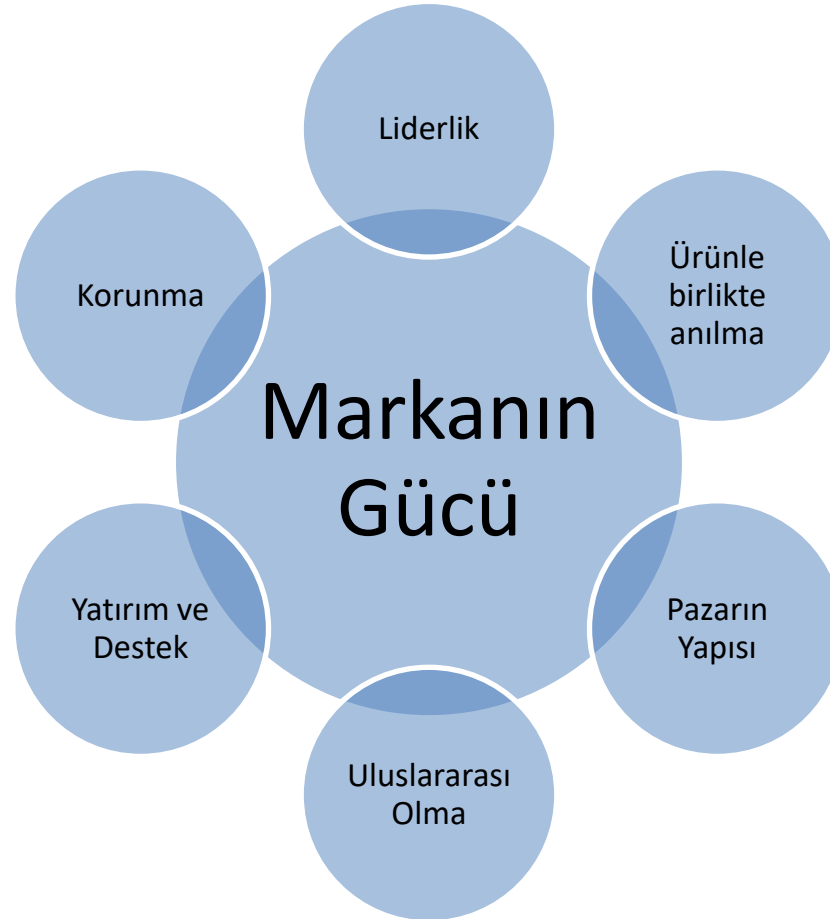 Liderlik
Ürünle
birlikte
anılma
Korunma
Markanın
Gücü
Yatırım ve
Destek
Pazarın
Yapısı
Uluslararası
Olma